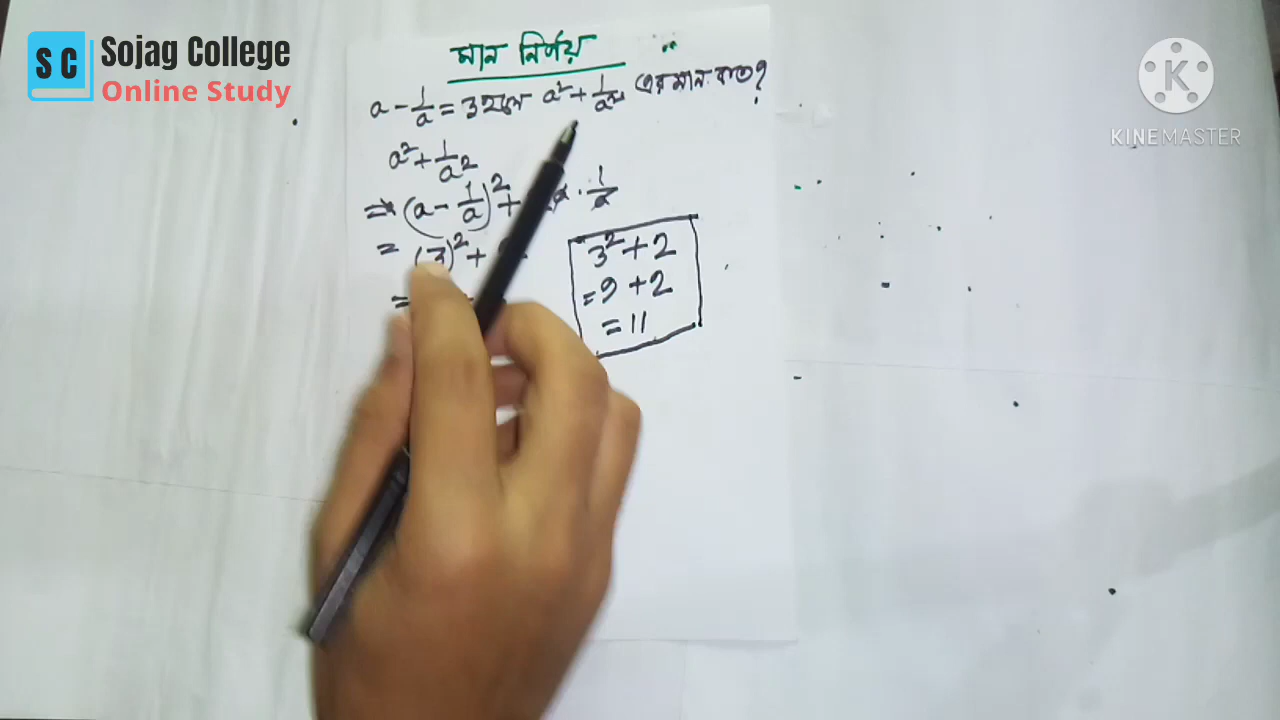 SC Sojag College
Online Study
KINEMASTER
মান নির্ণয়
a - 1/a = 3 হলে a² + 1/a² এর মান কত?
a² + 1/a²
= (a - 1/a)² + a · 1/a
= (3)² +
=
3² + 2
= 9 + 2
= 11